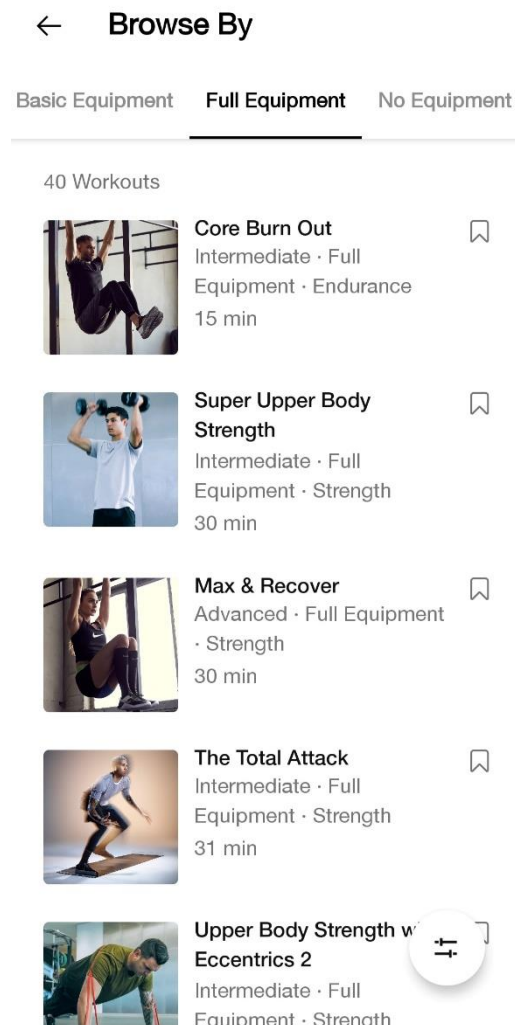 Browse By
Basic Equipment
Full Equipment
No Equipment
40 Workouts
Core Burn Out
Intermediate · Full
Equipment · Endurance
15 min
Super Upper Body
Strength
Intermediate · Full
Equipment · Strength
30 min
Max & Recover
Advanced · Full Equipment
· Strength
30 min
The Total Attack
Intermediate · Full
Equipment · Strength
31 min
Upper Body Strength
Eccentrics 2
Intermediate · Full
Equipment · Strength